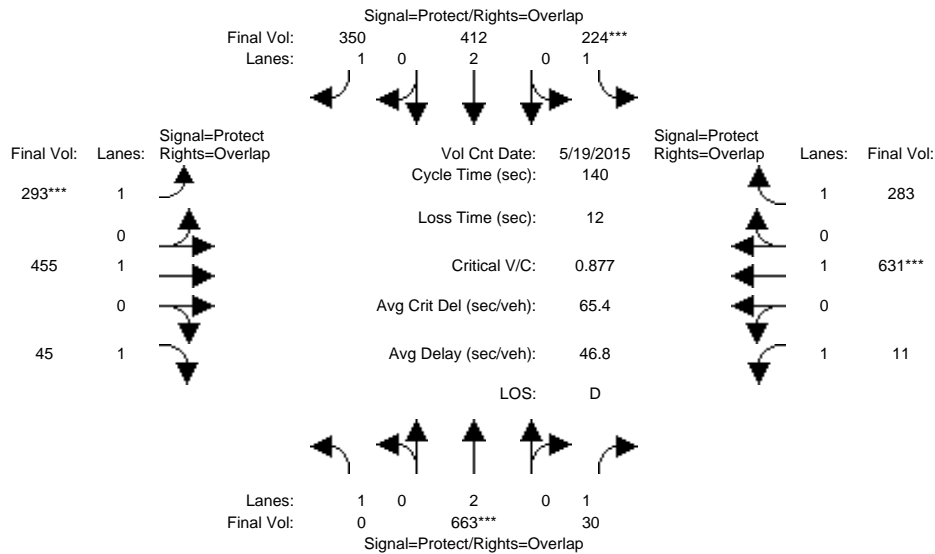 Signal=Protect/Rights=Overlap
Final Vol: 350 412 224***
Lanes: 1 0 2 0 1
Signal=Protect Signal=Protect
Final Vol: Lanes: Rights=Overlap Vol Cnt Date: 5/19/2015 Rights=Overlap Lanes: Final Vol:
Cycle Time (sec): 140
293*** 1 1 283
Loss Time (sec): 12
0 0
455 1 Critical V/C: 0.877 1 631***
0 Avg Crit Del (sec/veh): 65.4 0
45 1 Avg Delay (sec/veh): 46.8 1 11
LOS: D
Lanes: 1 0 2 0 1
Final Vol: 0 663*** 30
Signal=Protect/Rights=Overlap